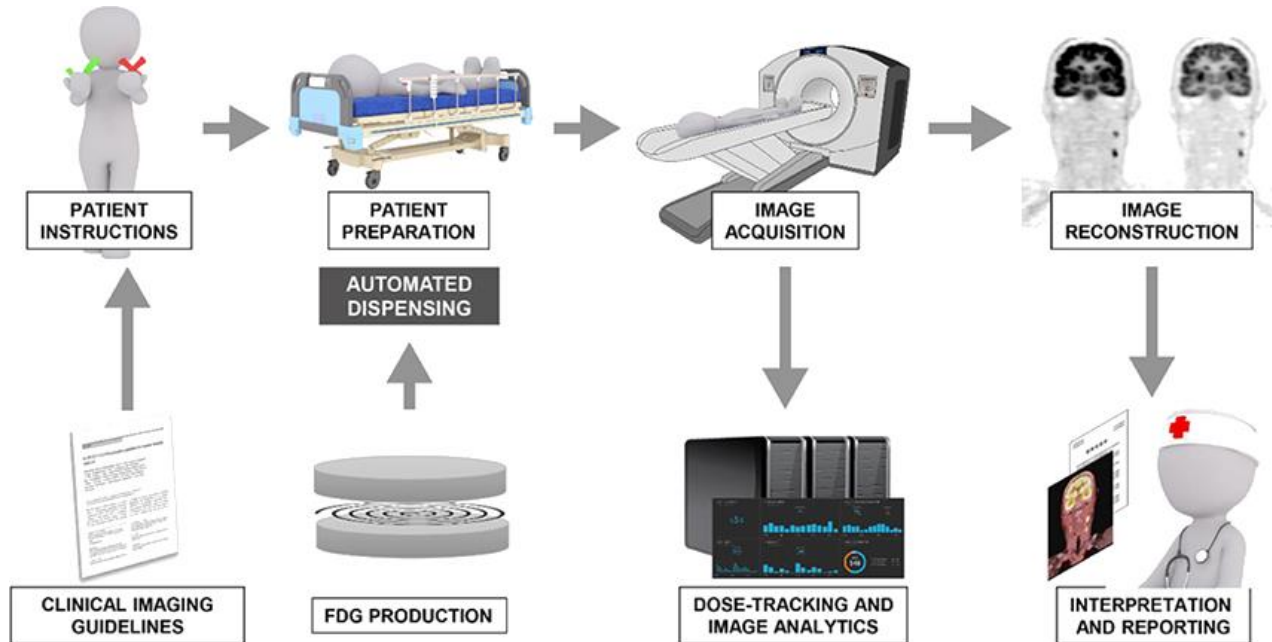 PATIENT
INSTRUCTIONS
PATIENT
PREPARATION
IMAGE
ACQUISITION
IMAGE
RECONSTRUCTION
AUTOMATED
DISPENSING
CLINICAL IMAGING
GUIDELINES
FDG PRODUCTION
DOSE-TRACKING AND
IMAGE ANALYTICS
INTERPRETATION
AND REPORTING